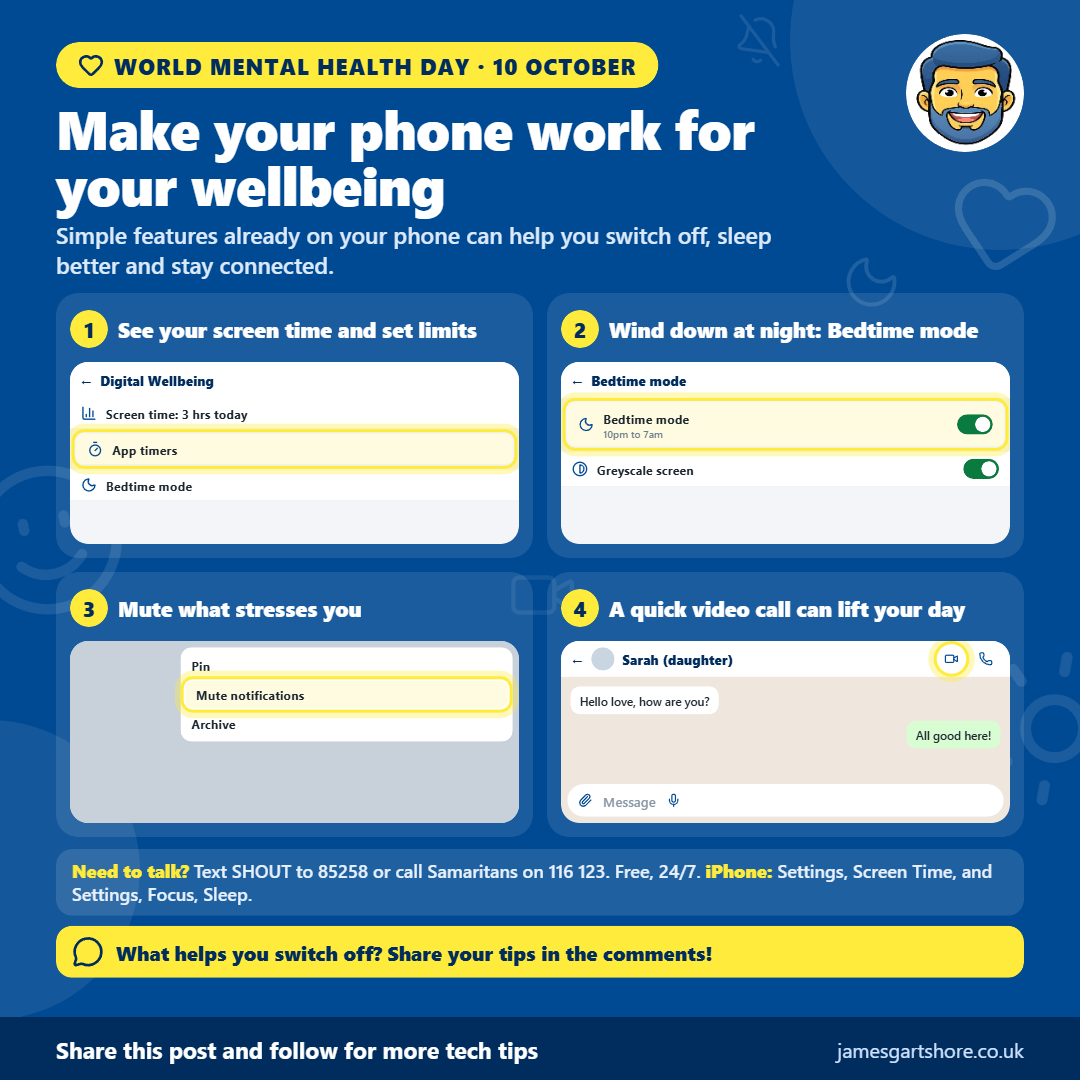 WORLD MENTAL HEALTH DAY · 10 OCTOBER
Make your phone work for
your wellbeing
Simple features already on your phone can help you switch off, sleep
better and stay connected.
1 See your screen time and set limits
← Digital Wellbeing
Screen time: 3 hrs today
App timers
Bedtime mode
2 Wind down at night: Bedtime mode
← Bedtime mode
Bedtime mode
10pm to 7am
Greyscale screen
3 Mute what stresses you
Pin
Mute notifications
Archive
4 A quick video call can lift your day
← Sarah (daughter)
Hello love, how are you?
All good here!
Message
Need to talk? Text SHOUT to 85258 or call Samaritans on 116 123. Free, 24/7. iPhone: Settings, Screen Time, and
Settings, Focus, Sleep.
What helps you switch off? Share your tips in the comments!
Share this post and follow for more tech tips
jamesgartshore.co.uk